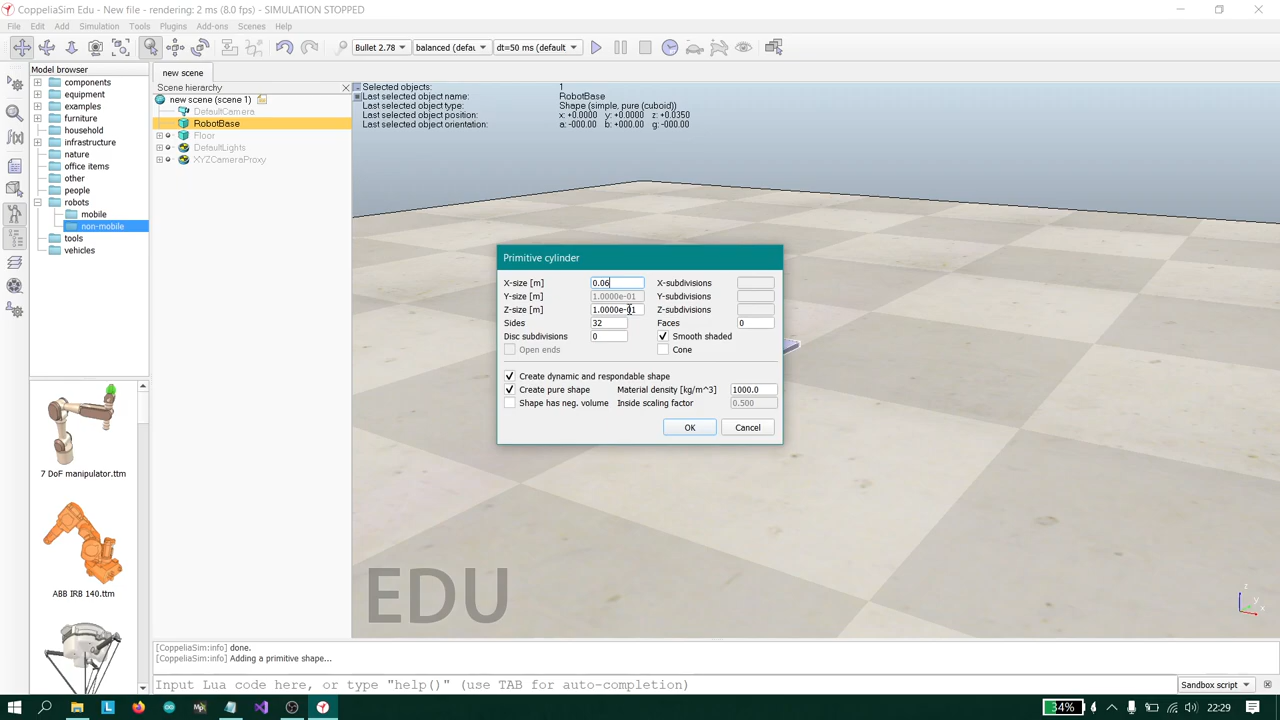 CoppeliaSim Edu - New file - rendering: 2 ms (8.0 fps) - SIMULATION STOPPED
File Edit Add Simulation Tools Plugins Add-ons Scenes Help
Bullet 2.78 balanced (defau dt=50 ms (default
Model browser
components
equipment
examples
furniture
household
infrastructure
nature
office items
other
people
robots
mobile
non-mobile
tools
vehicles
7 DoF manipulator.ttm
ABB IRB 140.ttm
new scene
Scene hierarchy
new scene (scene 1)
DefaultCamera
RobotBase
Floor
DefaultLights
XYZCameraProxy
Selected objects: 1
Last selected object name: RobotBase
Last selected object type: Shape (simple, pure (cuboid))
Last selected object position: x: +0.0000 y: +0.0000 z: +0.0350
Last selected object orientation: a: -000.00 b: +000.00 g: -000.00
Primitive cylinder
X-size [m] 0.06 X-subdivisions
Y-size [m] 1.0000e-01 Y-subdivisions
Z-size [m] 1.0000e-01 Z-subdivisions
Sides 32 Faces 0
Disc subdivisions 0 Smooth shaded
Open ends Cone
Create dynamic and respondable shape
Create pure shape Material density [kg/m^3] 1000.0
Shape has neg. volume Inside scaling factor 0.500
OK Cancel
EDU
z
x
[CoppeliaSim:info] done.
[CoppeliaSim:info] Adding a primitive shape...
Input Lua code here, or type "help()" (use TAB for auto-completion)
Sandbox script
34% 22:29